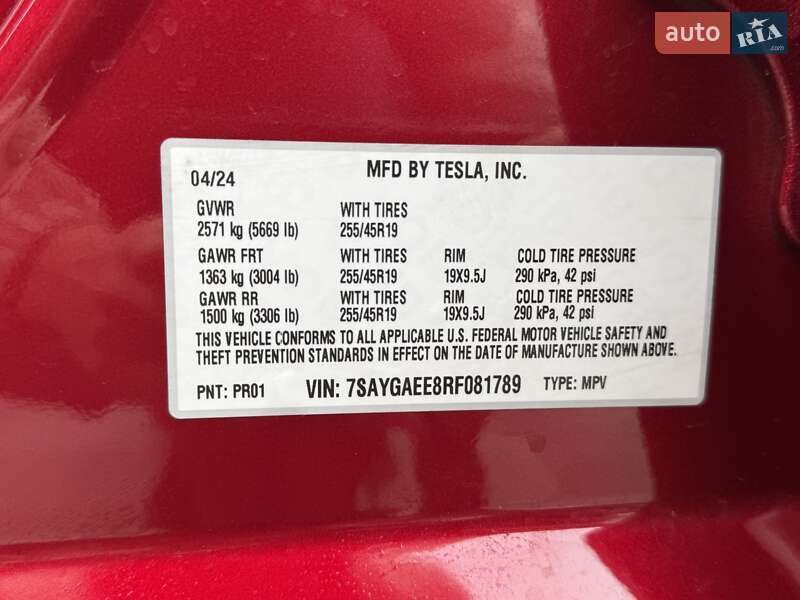 auto RIA .com
04/24 MFD BY TESLA, INC.
GVWR WITH TIRES
2571 kg (5669 lb) 255/45R19
GAWR FRT WITH TIRES RIM COLD TIRE PRESSURE
1363 kg (3004 lb) 255/45R19 19X9.5J 290 kPa, 42 psi
GAWR RR WITH TIRES RIM COLD TIRE PRESSURE
1500 kg (3306 lb) 255/45R19 19X9.5J 290 kPa, 42 psi
THIS VEHICLE CONFORMS TO ALL APPLICABLE U.S. FEDERAL MOTOR VEHICLE SAFETY AND
THEFT PREVENTION STANDARDS IN EFFECT ON THE DATE OF MANUFACTURE SHOWN ABOVE.
PNT: PR01 VIN: 7SAYGAEE8RF081789 TYPE: MPV